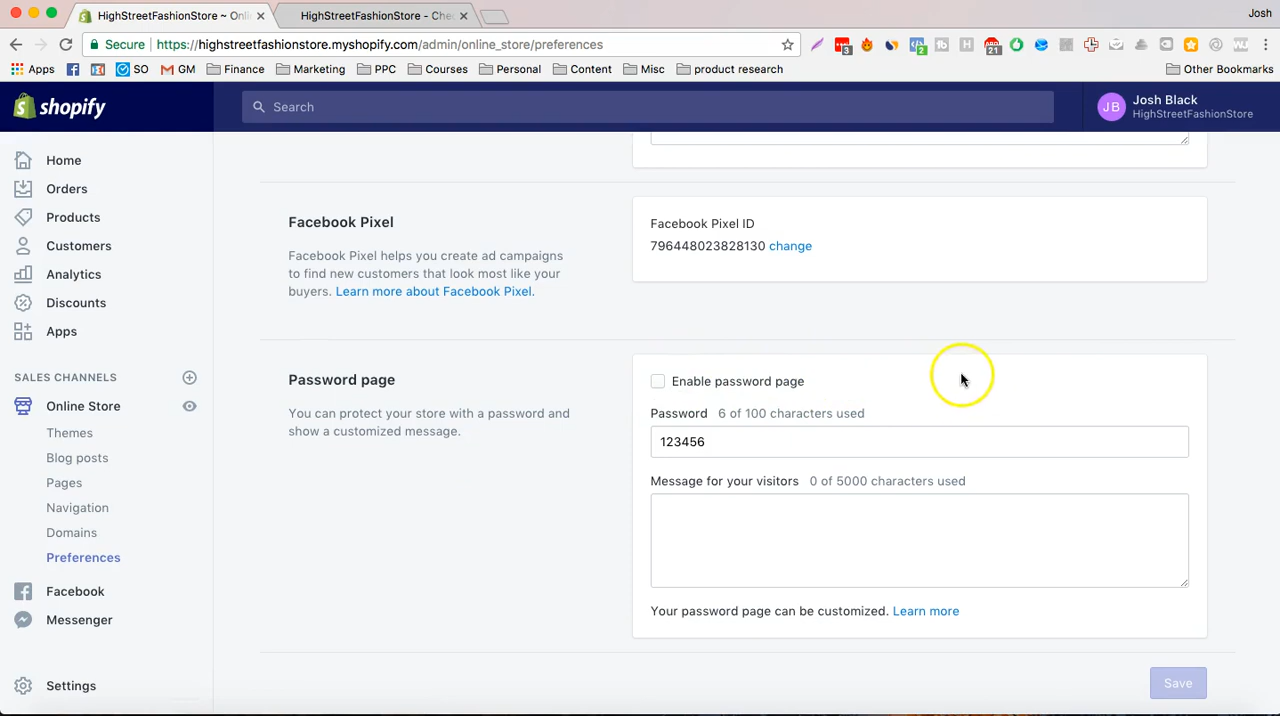 HighStreetFashionStore ~ Onli
HighStreetFashionStore - Chec
Josh
Secure
https://highstreetfashionstore.myshopify.com/admin/online_store/preferences
3
2
21
Apps
SO
GM
Finance
Marketing
PPC
Courses
Personal
Content
Misc
product research
Other Bookmarks
shopify
Search
JB
Josh Black
HighStreetFashionStore
Home
Orders
Products
Customers
Analytics
Discounts
Apps
SALES CHANNELS
Online Store
Themes
Blog posts
Pages
Navigation
Domains
Preferences
Facebook
Messenger
Settings
Facebook Pixel
Facebook Pixel helps you create ad campaigns
to find new customers that look most like your
buyers. Learn more about Facebook Pixel.
Facebook Pixel ID
796448023828130 change
Password page
You can protect your store with a password and
show a customized message.
Enable password page
Password 6 of 100 characters used
123456
Message for your visitors 0 of 5000 characters used
Your password page can be customized. Learn more
Save